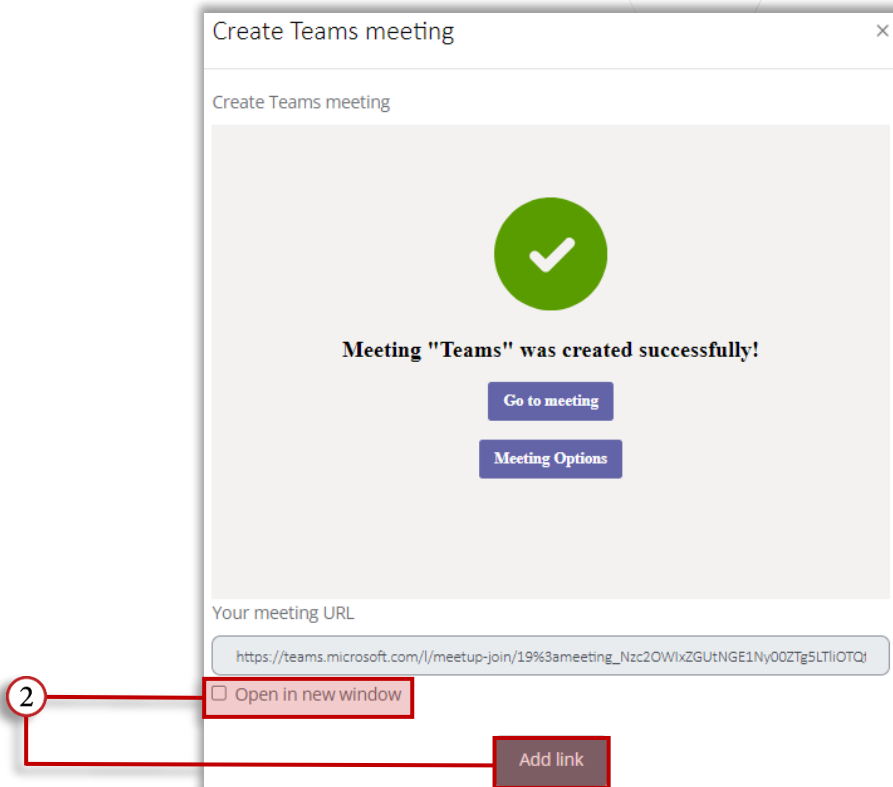 Create Teams meeting
×
Create Teams meeting
Meeting "Teams" was created successfully!
Go to meeting
Meeting Options
Your meeting URL
https://teams.microsoft.com/l/meetup-join/19%3ameeting_Nzc2OWIxZGUtNGE1Ny00ZTg5LTliOTQt
2
Open in new window
Add link